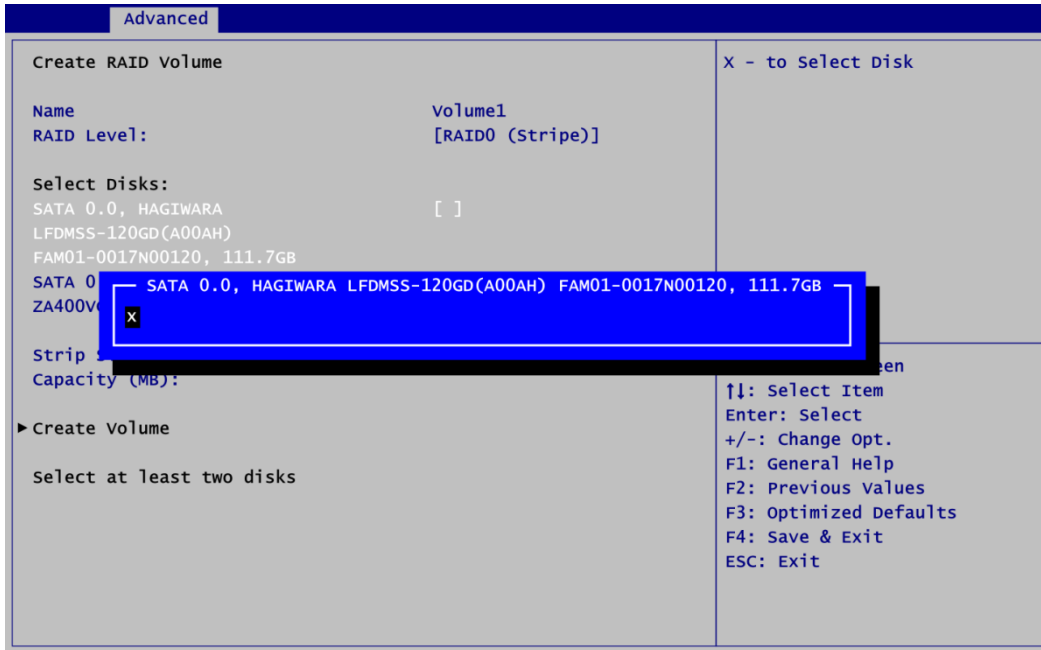 Advanced
Create RAID Volume
Name Volume1
RAID Level: [RAID0 (Stripe)]
Select Disks:
SATA 0.0, HAGIWARA [ ]
LFDMSS-120GD(A00AH)
FAM01-0017N00120, 111.7GB
SATA 0
SATA 0.0, HAGIWARA LFDMSS-120GD(A00AH) FAM01-0017N00120, 111.7GB
X
Strip
Capacity (MB):
▶Create Volume
Select at least two disks
X - to Select Disk
↑↓: Select Item
Enter: Select
+/-: Change Opt.
F1: General Help
F2: Previous Values
F3: Optimized Defaults
F4: Save & Exit
ESC: Exit